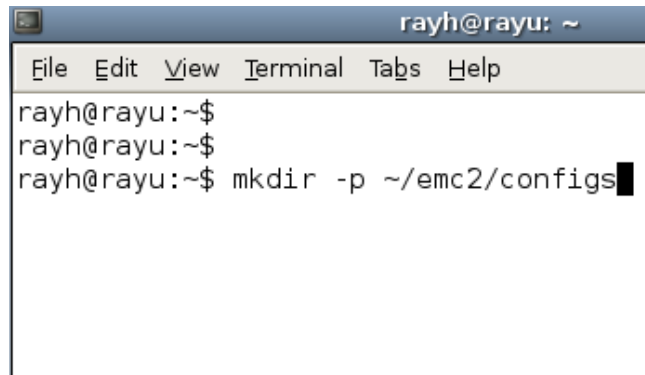 rayh@rayu: ~
File Edit View Terminal Tabs Help
rayh@rayu:~$
rayh@rayu:~$
rayh@rayu:~$ mkdir -p ~/emc2/configs